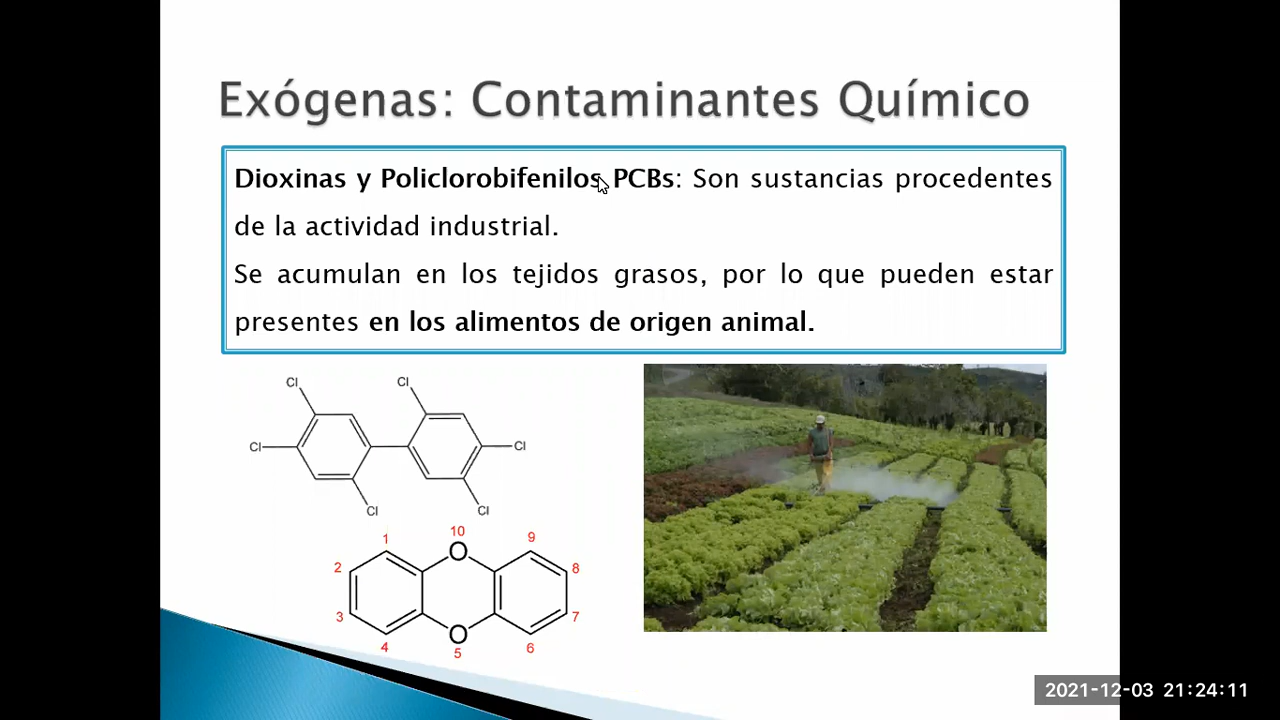 Exógenas: Contaminantes Químico
Dioxinas y Policlorobifenilos PCBs: Son sustancias procedentes
de la actividad industrial.
Se acumulan en los tejidos grasos, por lo que pueden estar
presentes en los alimentos de origen animal.
Cl
Cl
Cl
Cl
Cl
Cl
10
1
9
2
8
3
7
4
5
6
O
O
2021-12-03 21:24:11